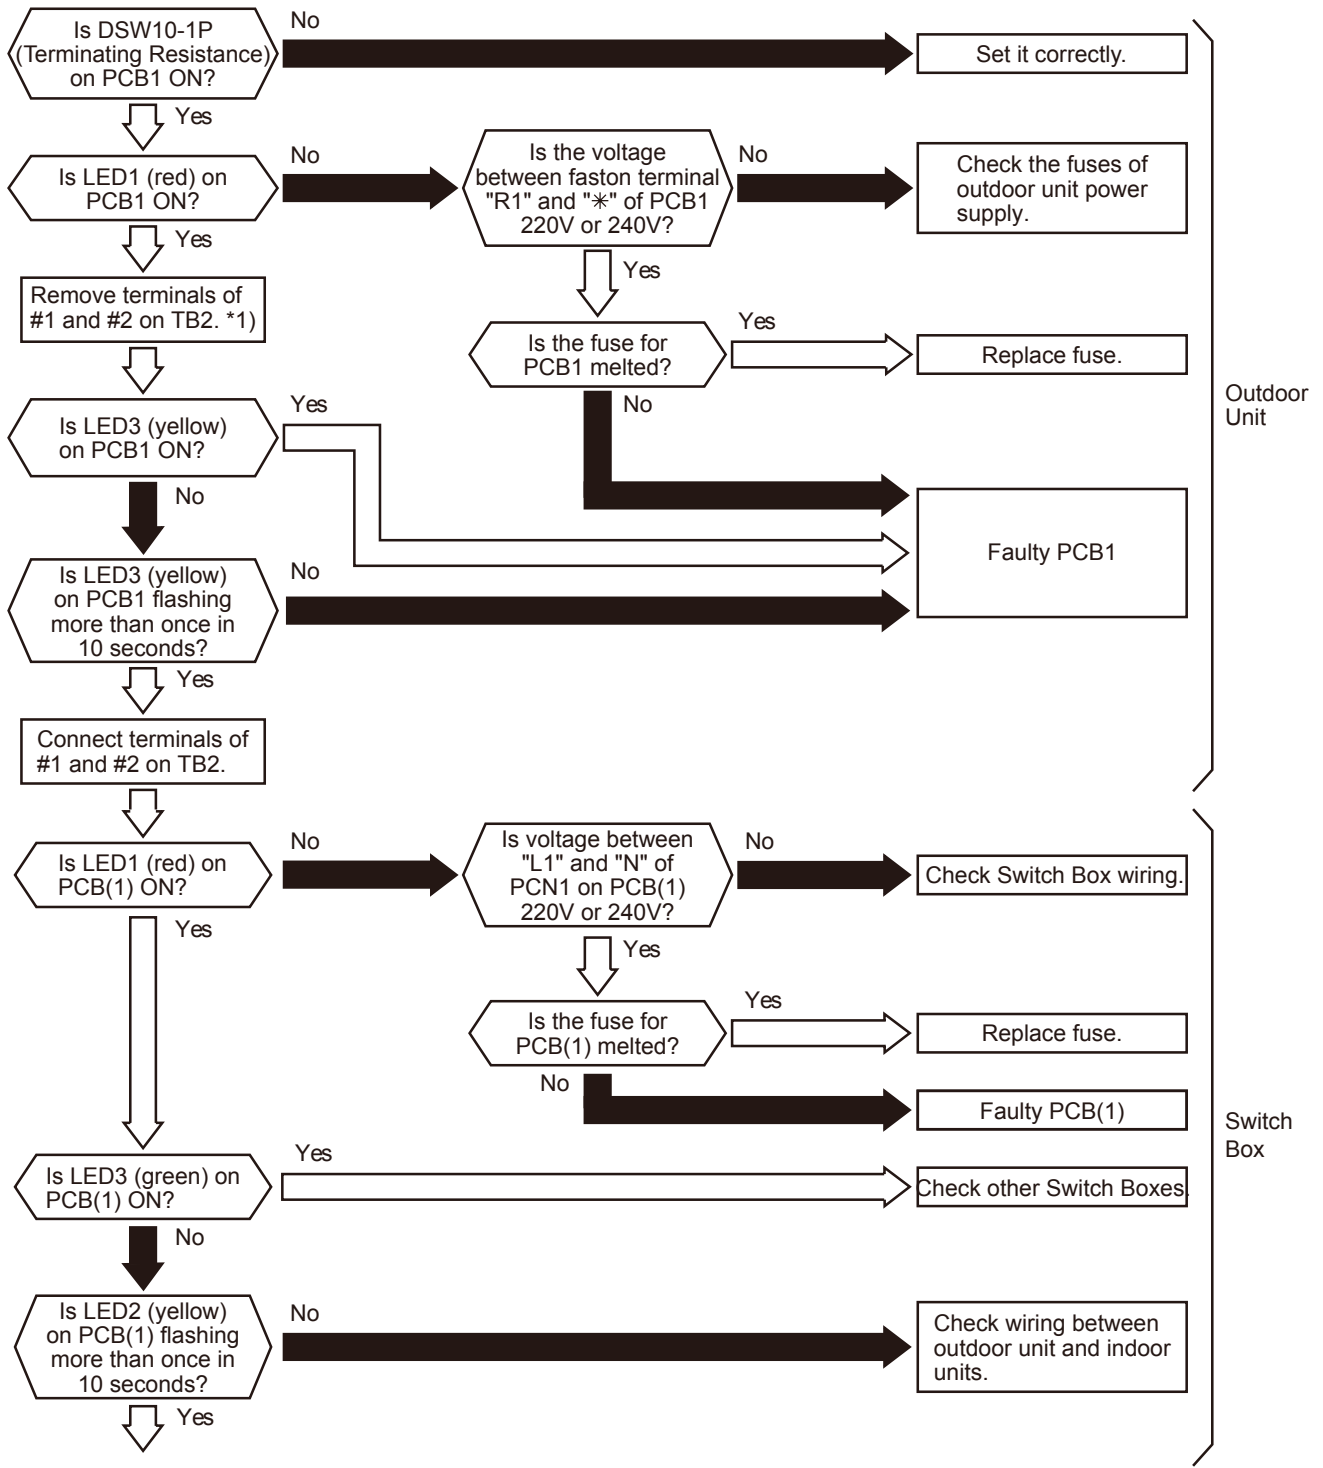 Is DSW10-1P
(Terminating Resistance)
on PCB1 ON?
No
Set it correctly.
Yes
Is LED1 (red) on
PCB1 ON?
No
Is the voltage
between faston terminal
"R1" and "✳" of PCB1
220V or 240V?
No
Check the fuses of
outdoor unit power
supply.
Yes
Yes
Remove terminals of
#1 and #2 on TB2. *1)
Is the fuse for
PCB1 melted?
Yes
Replace fuse.
No
Is LED3 (yellow)
on PCB1 ON?
Yes
No
Faulty PCB1
Is LED3 (yellow)
on PCB1 flashing
more than once in
10 seconds?
No
Yes
Connect terminals of
#1 and #2 on TB2.
Outdoor
Unit
Is LED1 (red) on
PCB(1) ON?
No
Is voltage between
"L1" and "N" of
PCN1 on PCB(1)
220V or 240V?
No
Check Switch Box wiring.
Yes
Yes
Is the fuse for
PCB(1) melted?
Yes
Replace fuse.
No
Faulty PCB(1)
Is LED3 (green) on
PCB(1) ON?
Yes
Check other Switch Boxes.
No
Is LED2 (yellow)
on PCB(1) flashing
more than once in
10 seconds?
No
Check wiring between
outdoor unit and indoor
units.
Yes
Switch
Box